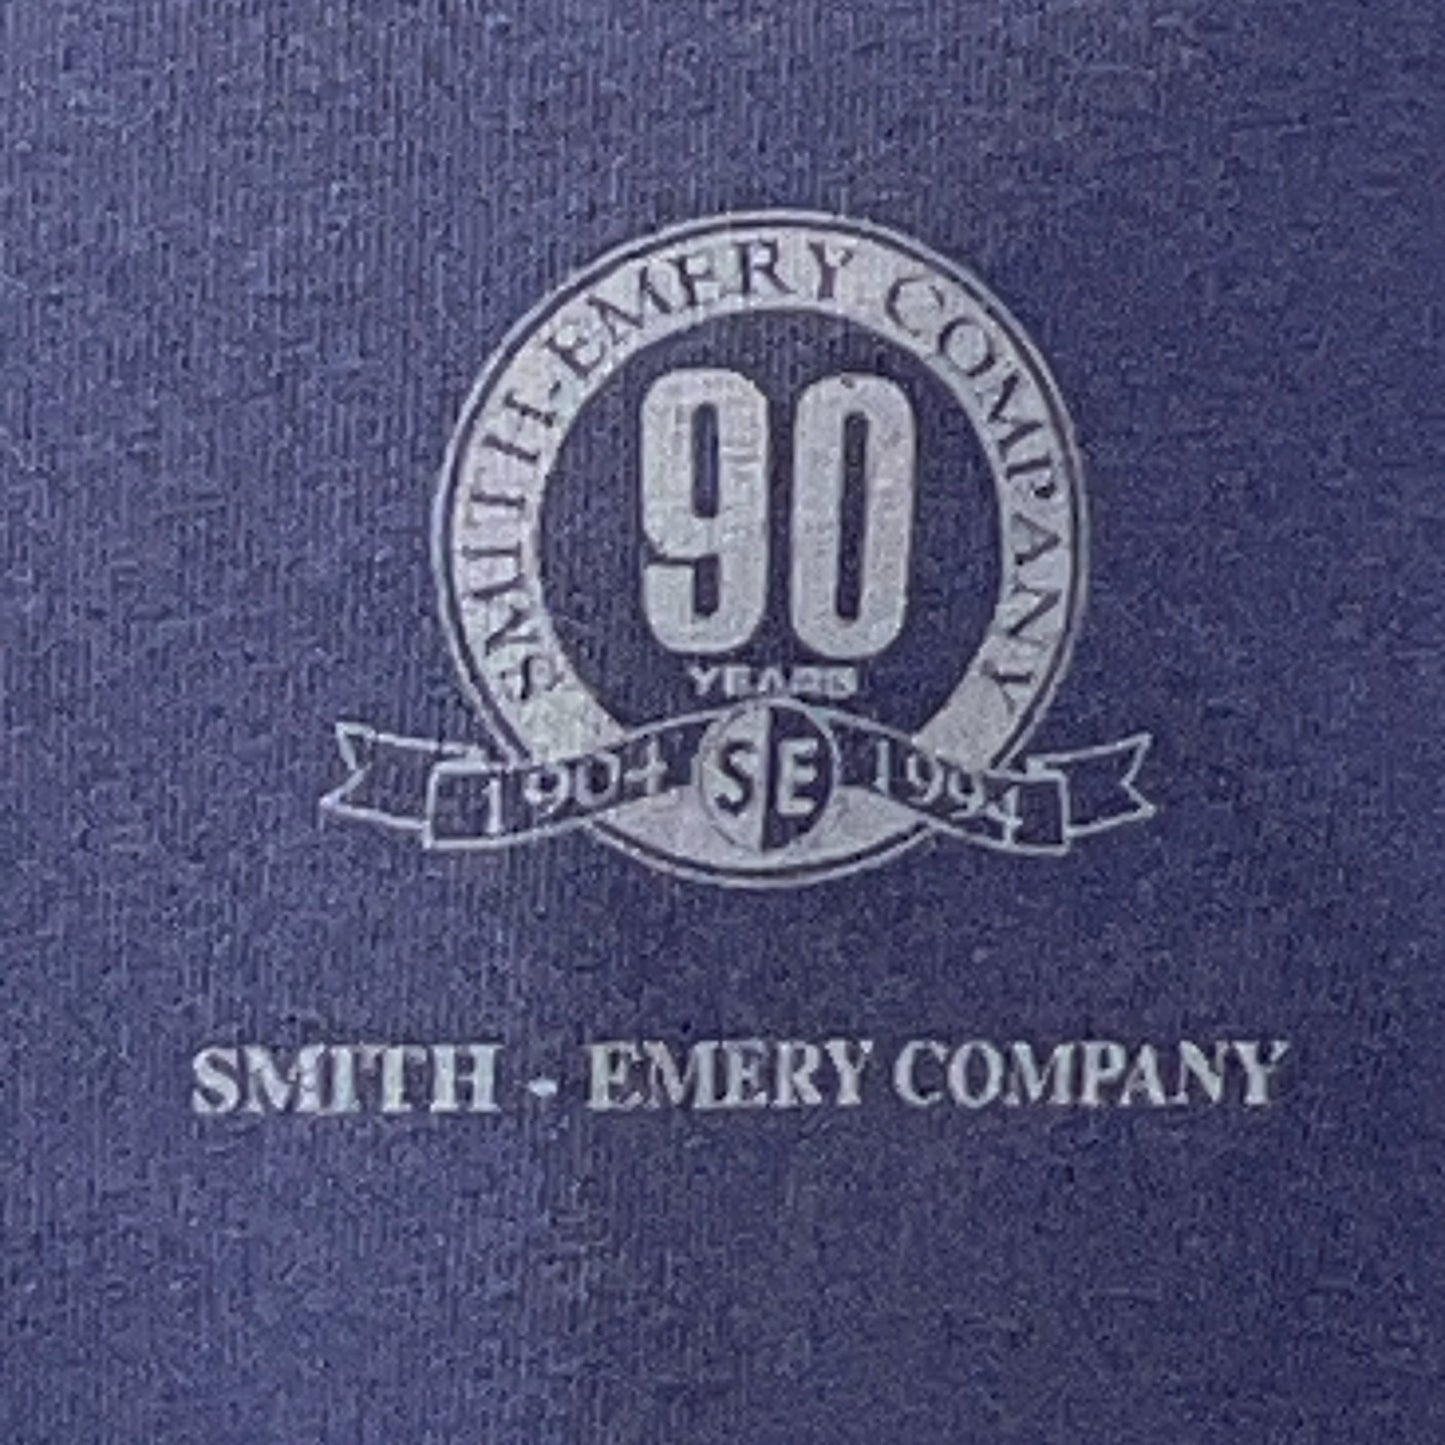 SMITH-EMERY COMPANY
90
YEARS
1904 SE 1994
SMITH - EMERY COMPANY